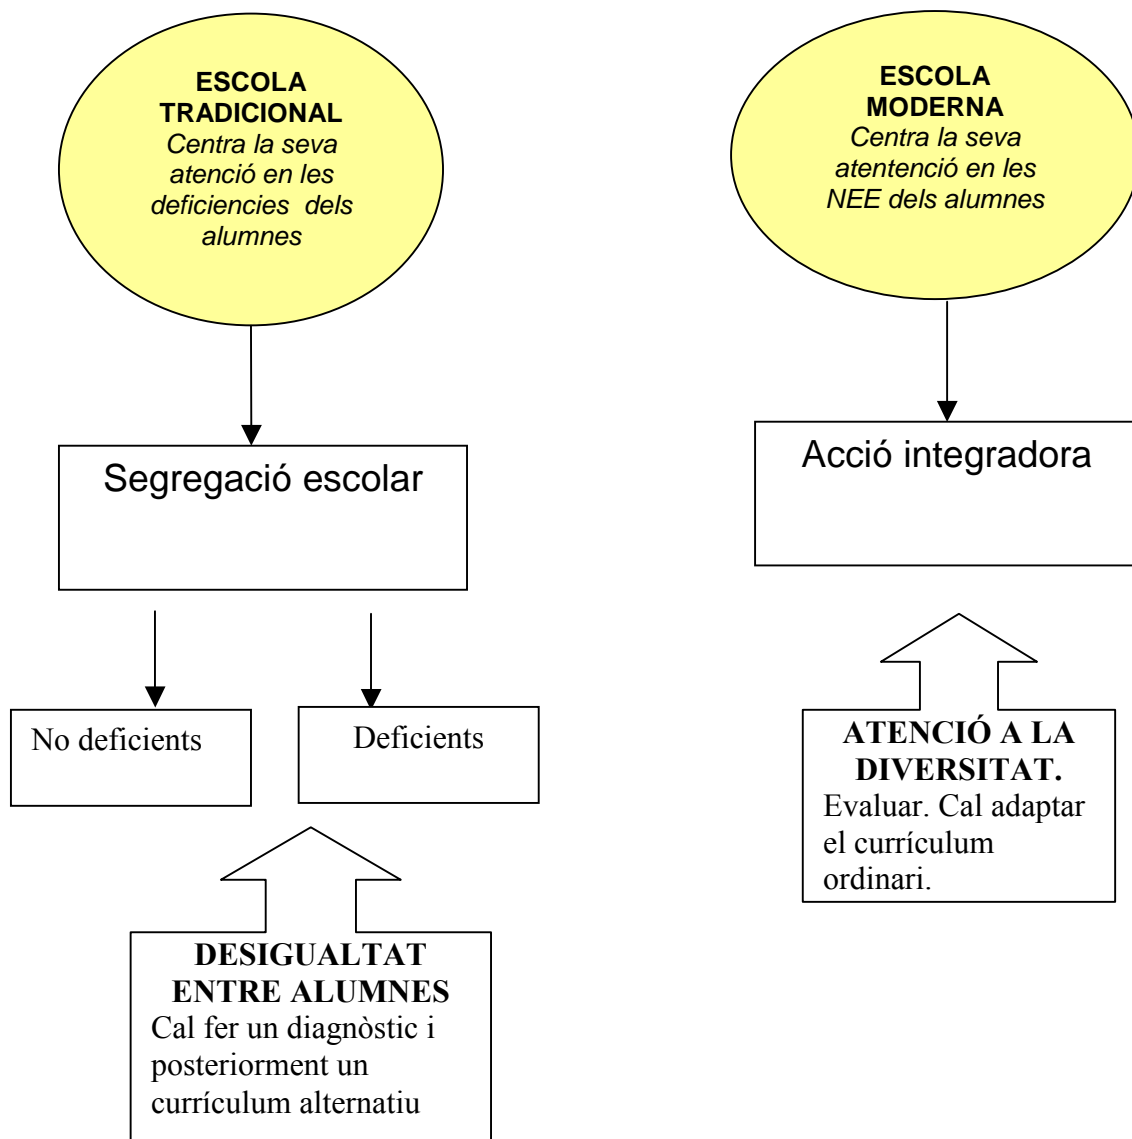 ESCOLA
TRADICIONAL
Centra la seva
atenció en les
deficiencies dels
alumnes
ESCOLA
MODERNA
Centra la seva
atentenció en les
NEE dels alumnes
Segregació escolar
Acció integradora
No deficients
Deficients
ATENCIÓ A LA
DIVERSITAT.
Evaluar. Cal adaptar
el currículum
ordinari.
DESIGUALTAT
ENTRE ALUMNES
Cal fer un diagnòstic i
posteriorment un
currículum alternatiu